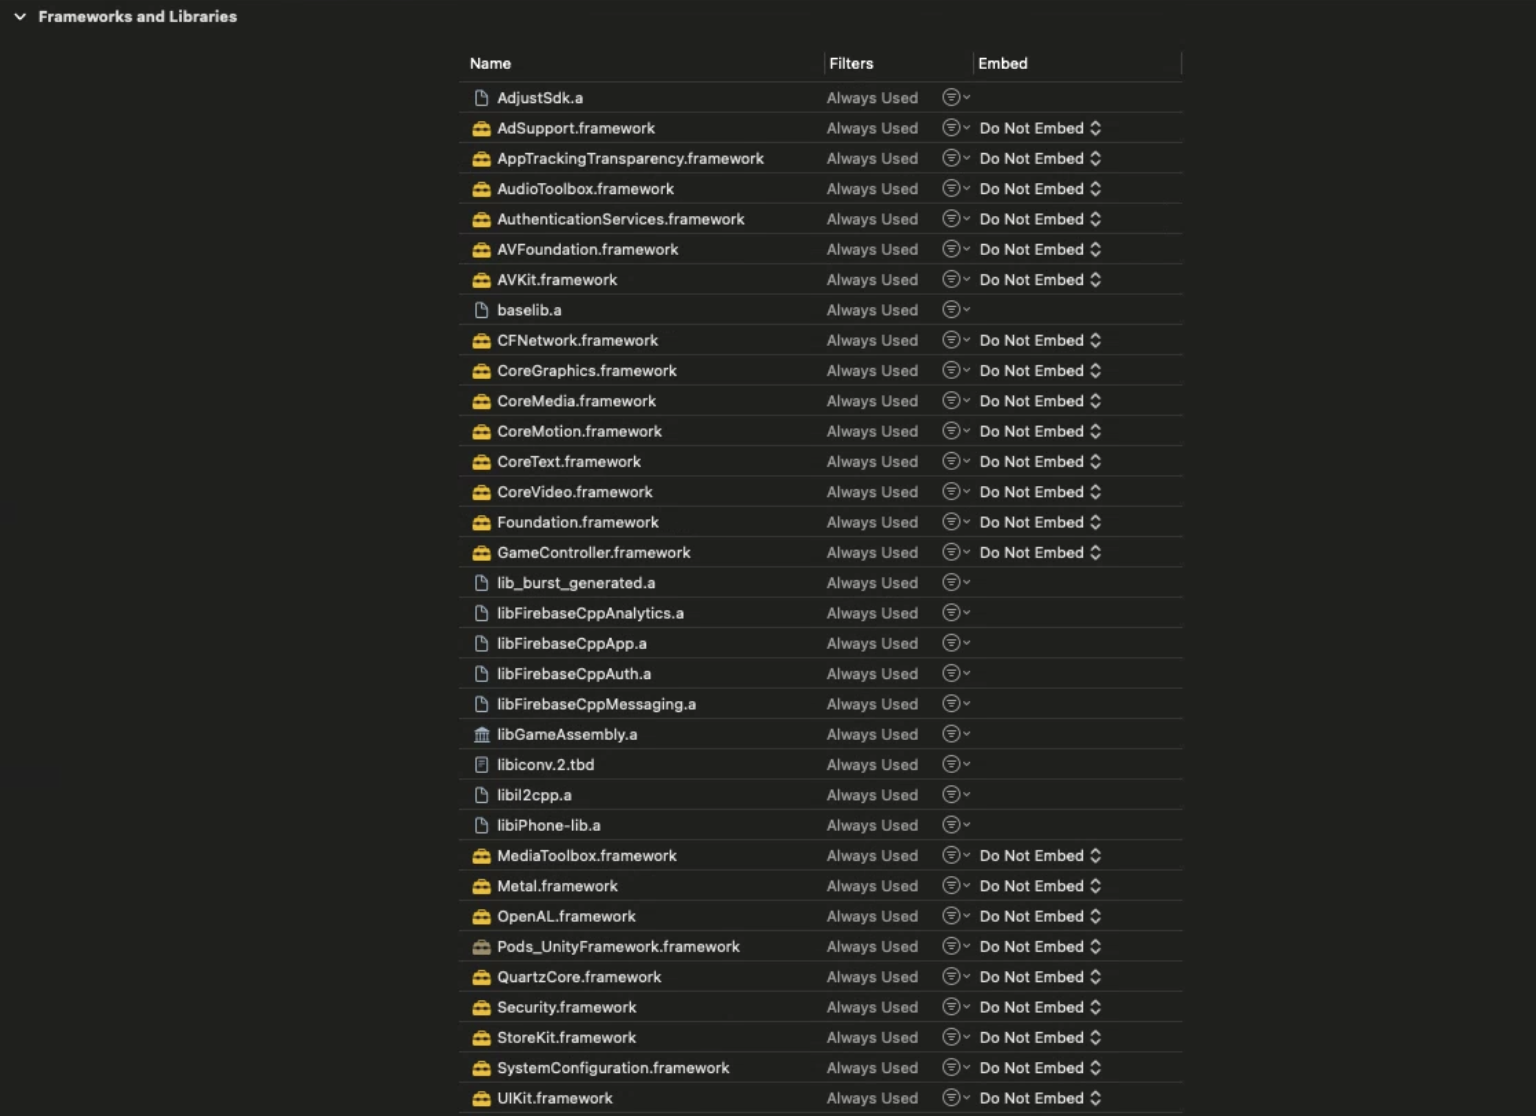 Frameworks and Libraries
Name Filters Embed
AdjustSdk.a Always Used
AdSupport.framework Always Used Do Not Embed
AppTrackingTransparency.framework Always Used Do Not Embed
AudioToolbox.framework Always Used Do Not Embed
AuthenticationServices.framework Always Used Do Not Embed
AVFoundation.framework Always Used Do Not Embed
AVKit.framework Always Used Do Not Embed
baselib.a Always Used
CFNetwork.framework Always Used Do Not Embed
CoreGraphics.framework Always Used Do Not Embed
CoreMedia.framework Always Used Do Not Embed
CoreMotion.framework Always Used Do Not Embed
CoreText.framework Always Used Do Not Embed
CoreVideo.framework Always Used Do Not Embed
Foundation.framework Always Used Do Not Embed
GameController.framework Always Used Do Not Embed
lib_burst_generated.a Always Used
libFirebaseCppAnalytics.a Always Used
libFirebaseCppApp.a Always Used
libFirebaseCppAuth.a Always Used
libFirebaseCppMessaging.a Always Used
libGameAssembly.a Always Used
libiconv.2.tbd Always Used
libil2cpp.a Always Used
libiPhone-lib.a Always Used
MediaToolbox.framework Always Used Do Not Embed
Metal.framework Always Used Do Not Embed
OpenAL.framework Always Used Do Not Embed
Pods_UnityFramework.framework Always Used Do Not Embed
QuartzCore.framework Always Used Do Not Embed
Security.framework Always Used Do Not Embed
StoreKit.framework Always Used Do Not Embed
SystemConfiguration.framework Always Used Do Not Embed
UIKit.framework Always Used Do Not Embed